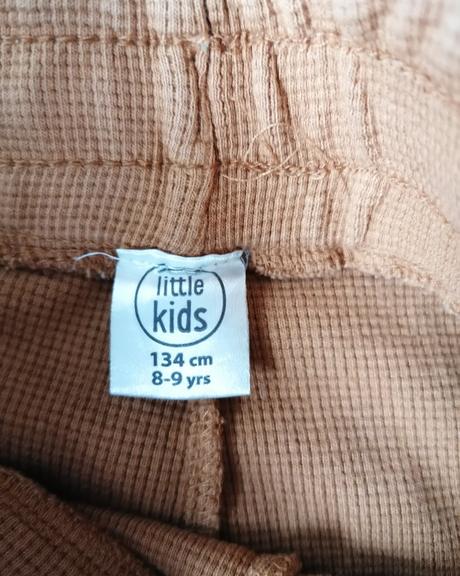 little
kids
134 cm
8-9 yrs